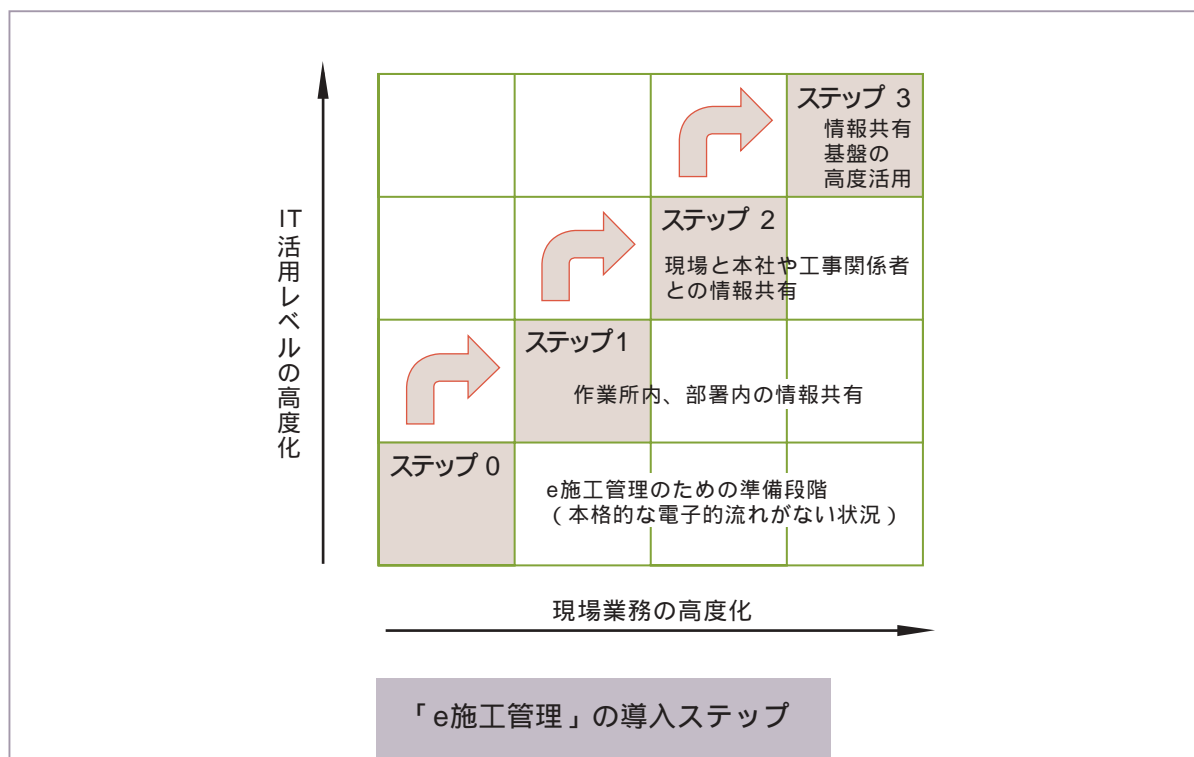 ステップ 3
情報共有
基盤の
高度活用
ステップ 2
現場と本社や工事関係者
との情報共有
ステップ1
作業所内、部署内の情報共有
ステップ 0
e施工管理のための準備段階
（本格的な電子的流れがない状況）
IT活用レベルの高度化
現場業務の高度化
「e施工管理」の導入ステップ